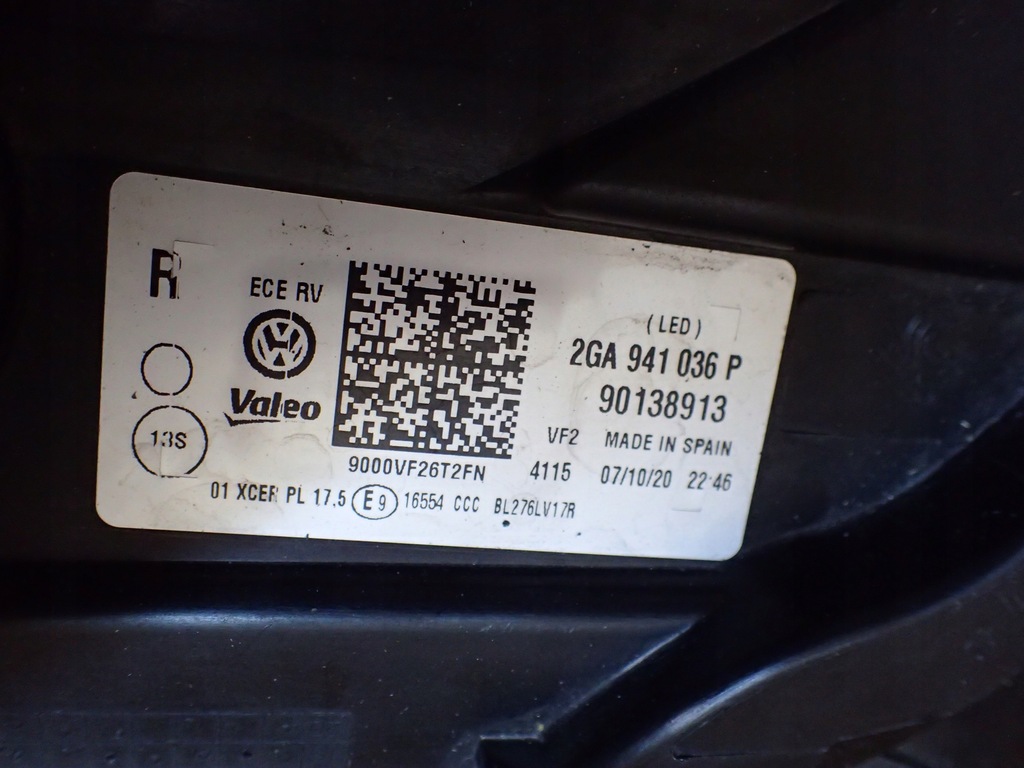 R
ECE RV
Valeo
13S
9000VF26T2FN
(LED)
2GA 941 036 P
90138913
VF2 MADE IN SPAIN
4115 07/10/20 22:46
01 XCER PL 17.5 E9 16554 CCC BL276LV17R